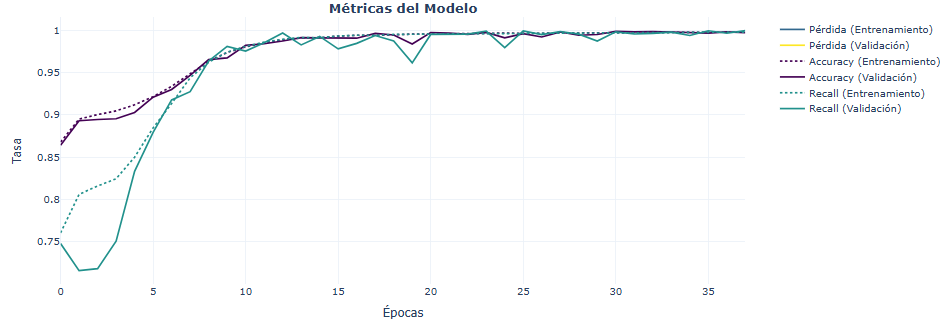 Métricas del Modelo
1
0.95
0.9
0.85
0.8
0.75
Tasa
0
5
10
15
20
25
30
35
Épocas
Pérdida (Entrenamiento)
Pérdida (Validación)
Accuracy (Entrenamiento)
Accuracy (Validación)
Recall (Entrenamiento)
Recall (Validación)